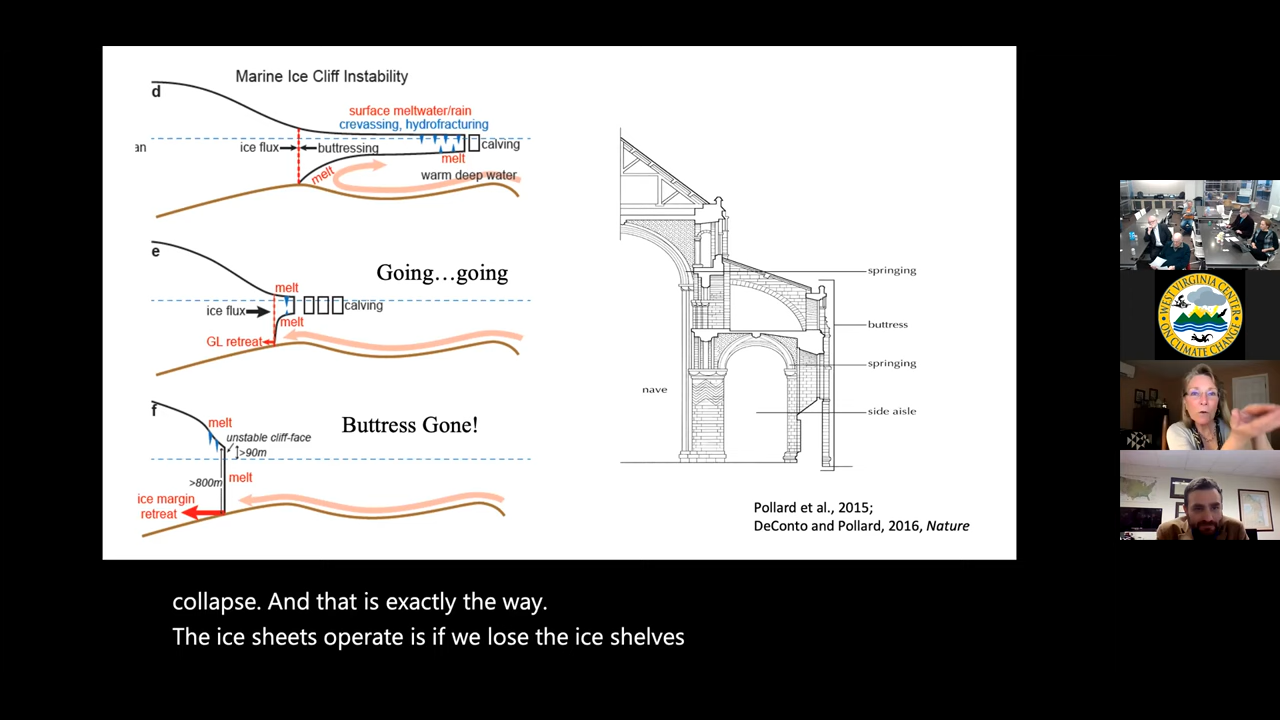 Marine Ice Cliff Instability
d
surface meltwater/rain
crevassing, hydrofracturing
an
ice flux
buttressing
calving
melt
melt
warm deep water
e
Going…going
melt
ice flux
calving
melt
GL retreat
f
Buttress Gone!
melt
unstable cliff-face
>90m
>800m
melt
ice margin
retreat
springing
buttress
springing
nave
side aisle
Pollard et al., 2015;
DeConto and Pollard, 2016, Nature
WEST VIRGINIA CENTER
ON CLIMATE CHANGE
collapse. And that is exactly the way.
The ice sheets operate is if we lose the ice shelves